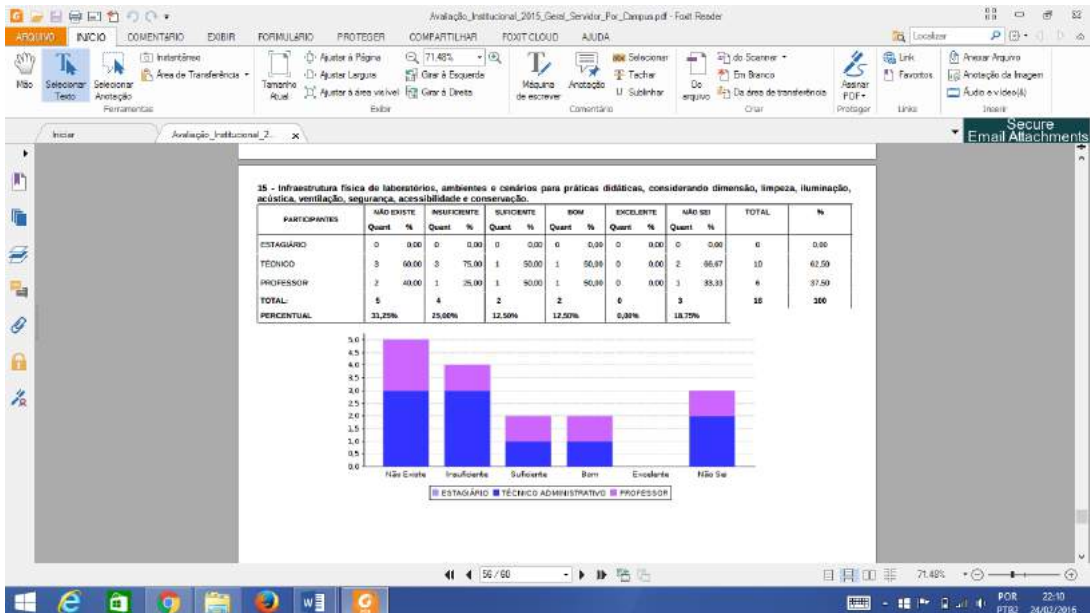 Avaliação_Institucional_2015_Geral_Servidor_Por_Campus.pdf - Foxit Reader
ARQUIVO INÍCIO COMENTÁRIO EXIBIR FORMULÁRIO PROTEGER COMPARTILHAR FOXIT CLOUD AJUDA Localizar
Mão
Selecionar Texto
Selecionar Anotação
Instantâneo
Área de Transferência
Ferramentas
Tamanho Atual
Ajustar à Página
Ajustar Largura
Ajustar à área visível
71,48%
Girar à Esquerda
Girar à Direita
Exibir
Máquina de escrever
Anotação
Selecionar
Tachar
Sublinhar
Comentário
Do arquivo
do Scanner
Em Branco
Da área de transferência
Criar
Assinar PDF
Proteger
Link
Favoritos
Links
Anexar Arquivo
Anotação da Imagem
Áudio e vídeo(A)
Inserir
Iniciar
Avaliação_Institucional_2...
Secure
Email Attachments
15 - Infraestrutura física de laboratórios, ambientes e cenários para práticas didáticas, considerando dimensão, limpeza, iluminação,
acústica, ventilação, segurança, acessibilidade e conservação.
PARTICIPANTES NÃO EXISTE INSUFICIENTE SUFICIENTE BOM EXCELENTE NÃO SEI TOTAL %
Quant % Quant % Quant % Quant % Quant % Quant %
ESTAGIÁRIO 0 0,00 0 0,00 0 0,00 0 0,00 0 0,00 0 0,00 0 0,00
TÉCNICO 3 60,00 3 75,00 1 50,00 1 50,00 0 0,00 2 66,67 10 62,50
PROFESSOR 2 40,00 1 25,00 1 50,00 1 50,00 0 0,00 1 33,33 6 37,50
TOTAL: 5 4 2 2 0 3 16 100
PERCENTUAL 31,25% 25,00% 12,50% 12,50% 0,00% 18,75%
5,0
4,5
4,0
3,5
3,0
2,5
2,0
1,5
1,0
0,5
0,0
Não Existe Insuficiente Suficiente Bom Excelente Não Sei
ESTAGIÁRIO TÉCNICO ADMINISTRATIVO PROFESSOR
56 / 60
71.48%
POR 22:10
PTB2 24/02/2016